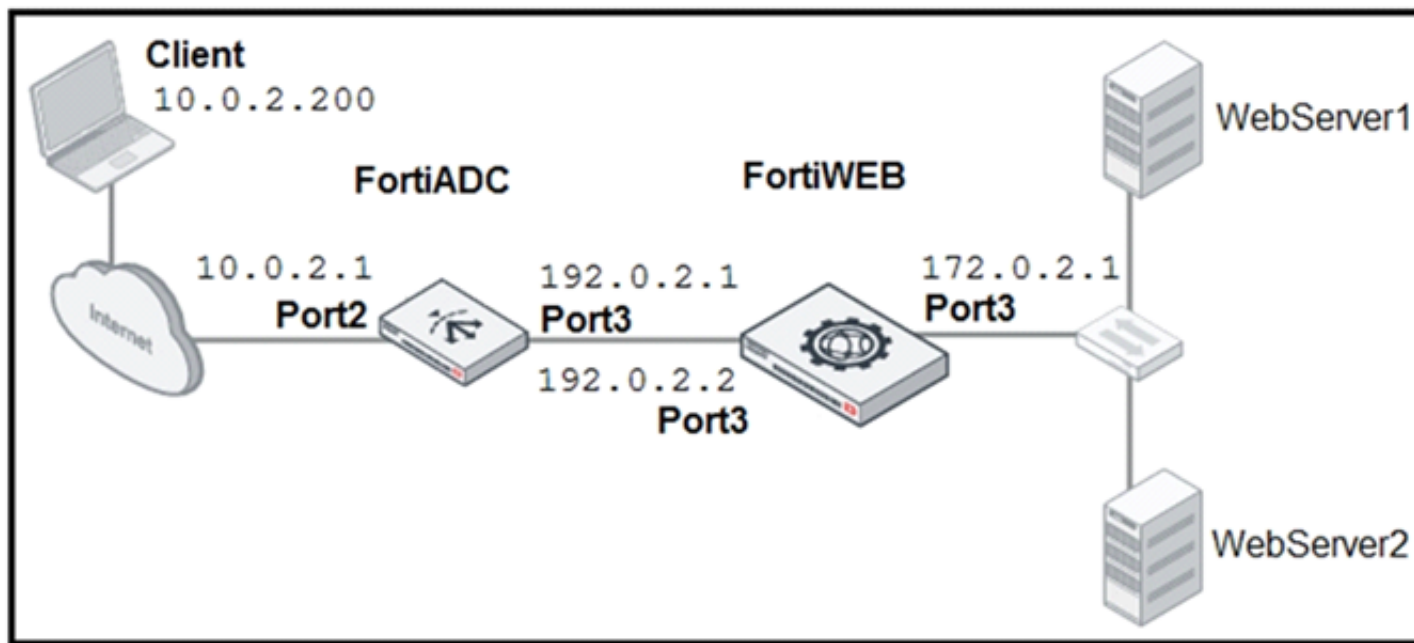 Client
10.0.2.200
WebServer1
FortiADC
FortiWEB
Internet
10.0.2.1
Port2
192.0.2.1
Port3
192.0.2.2
Port3
172.0.2.1
Port3
WebServer2